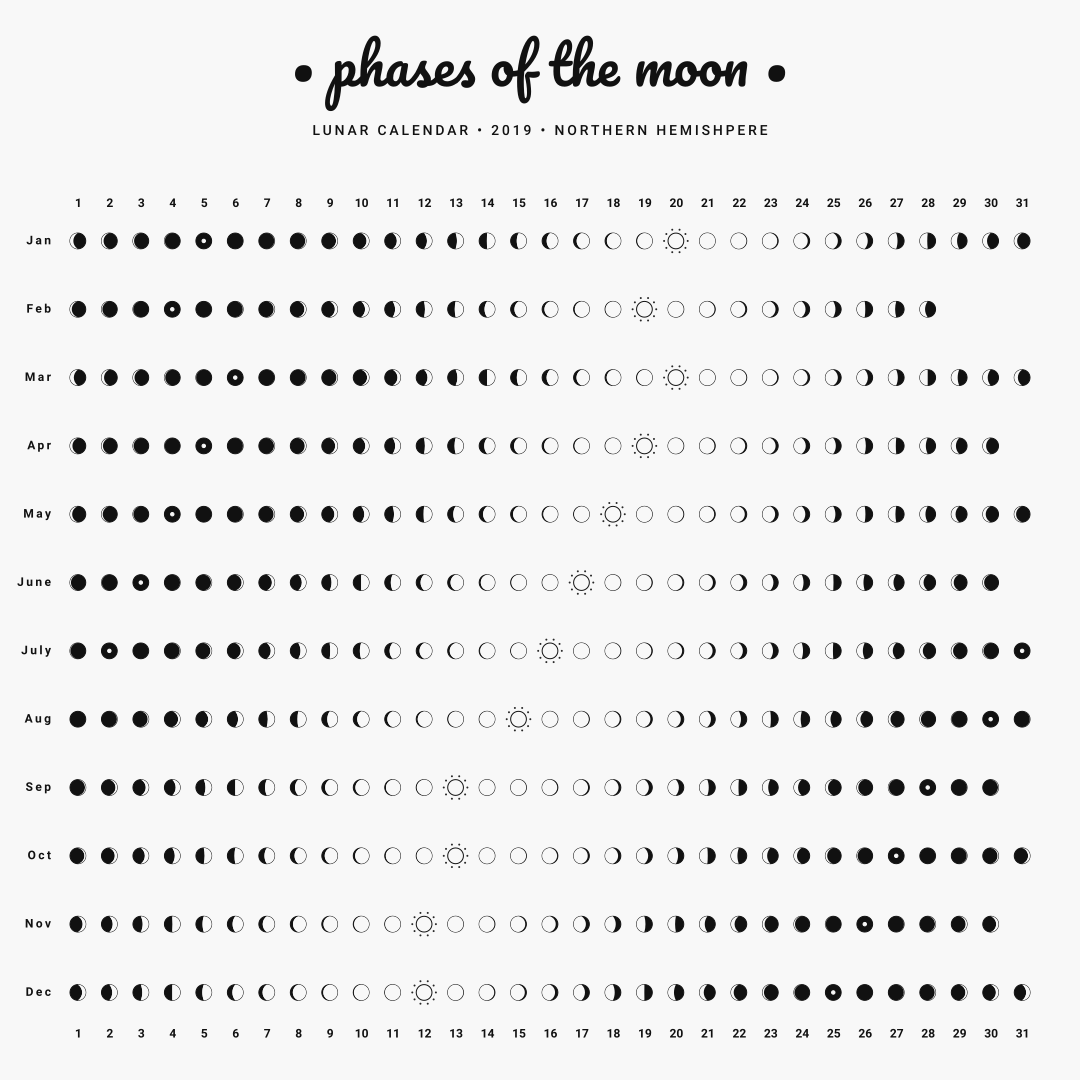 • phases of the moon •
LUNAR CALENDAR • 2019 • NORTHERN HEMISHPERE
1 2 3 4 5 6 7 8 9 10 11 12 13 14 15 16 17 18 19 20 21 22 23 24 25 26 27 28 29 30 31
Jan
Feb
Mar
Apr
May
June
July
Aug
Sep
Oct
Nov
Dec
1 2 3 4 5 6 7 8 9 10 11 12 13 14 15 16 17 18 19 20 21 22 23 24 25 26 27 28 29 30 31